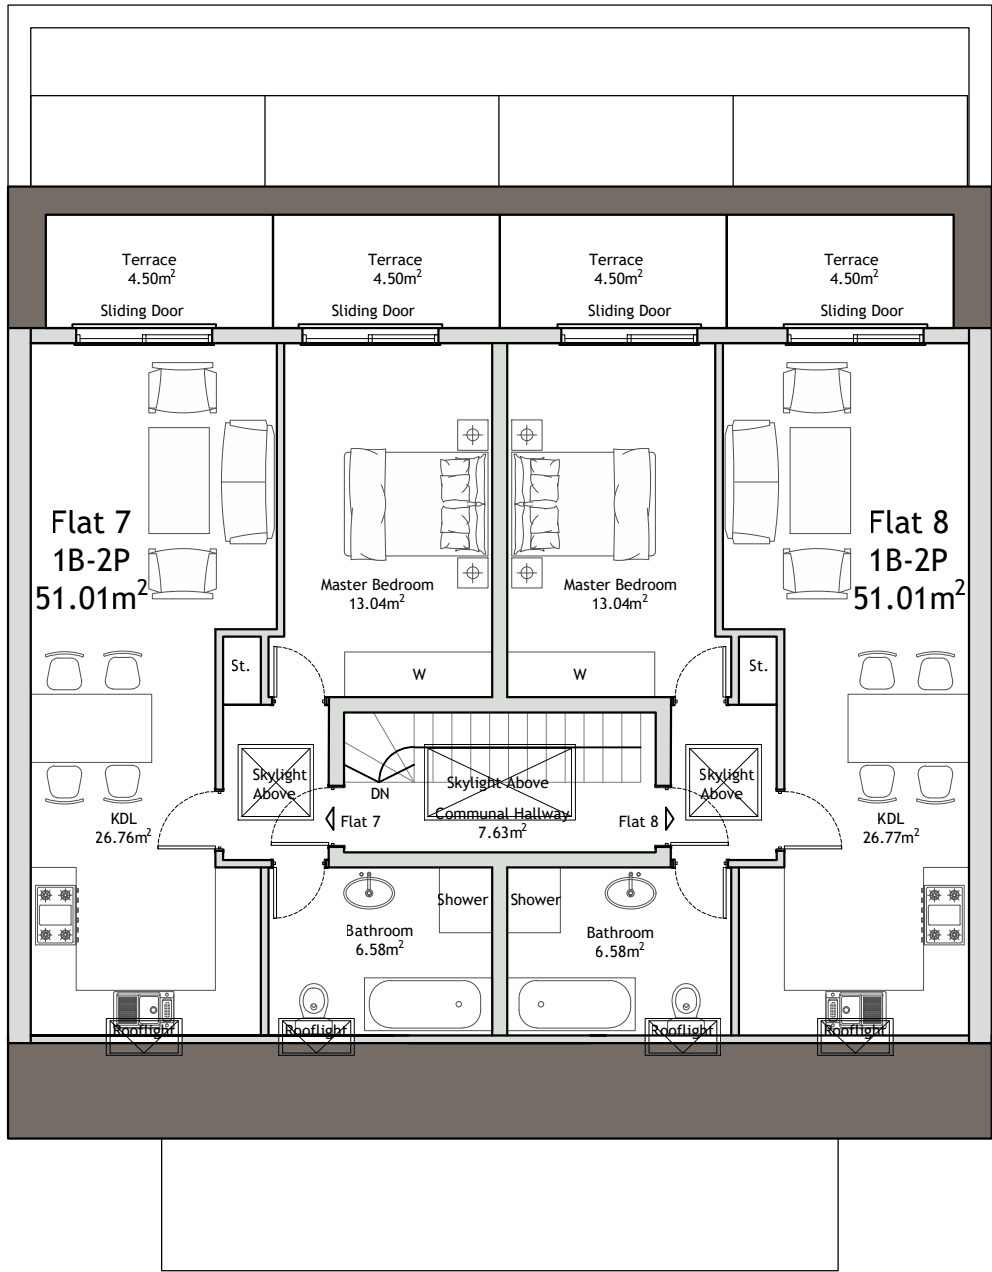 Terrace
4.50m²
Sliding Door
Terrace
4.50m²
Sliding Door
Terrace
4.50m²
Sliding Door
Terrace
4.50m²
Sliding Door
Flat 7
1B-2P
51.01m²
Master Bedroom
13.04m²
Master Bedroom
13.04m²
Flat 8
1B-2P
51.01m²
St.
W
W
St.
Skylight
Above
DN
Skylight Above
Skylight
Above
KDL
26.76m²
Flat 7
Communal Hallway
7.63m²
Flat 8
KDL
26.77m²
Bathroom
6.58m²
Shower
Shower
Bathroom
6.58m²
Rooflight
Rooflight
Rooflight
Rooflight